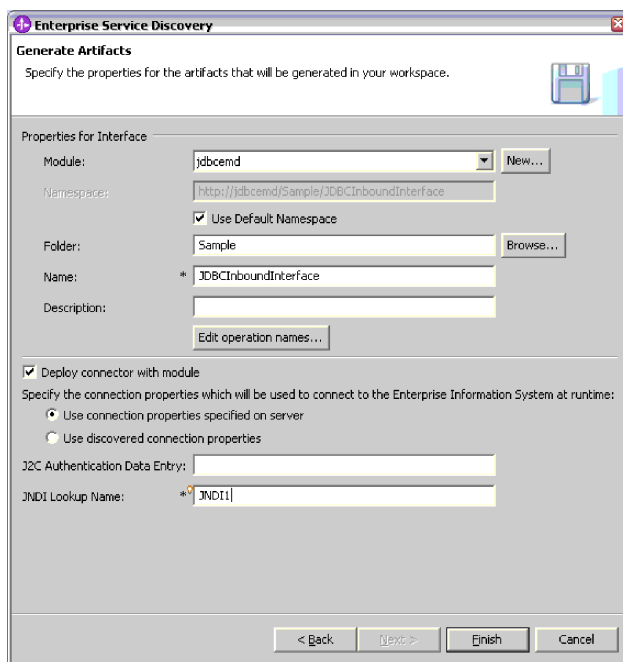 Enterprise Service Discovery
Generate Artifacts
Specify the properties for the artifacts that will be generated in your workspace.
Properties for Interface
Module: jdbcemd New...
Namespace: http://jdbcemd/Sample/JDBCInboundInterface
Use Default Namespace
Folder: Sample Browse...
Name: * JDBCInboundInterface
Description:
Edit operation names...
Deploy connector with module
Specify the connection properties which will be used to connect to the Enterprise Information System at runtime:
Use connection properties specified on server
Use discovered connection properties
J2C Authentication Data Entry:
JNDI Lookup Name: * JNDI1
< Back Next > Finish Cancel